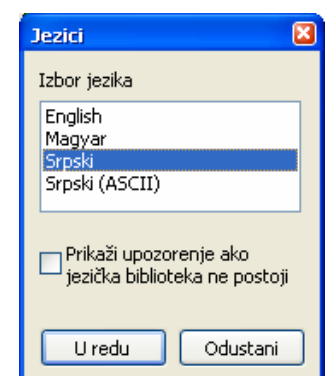 Jezici
Izbor jezika
English
Magyar
Srpski
Srpski (ASCII)
Prikaži upozorenje ako
jezička biblioteka ne postoji
U redu
Odustani